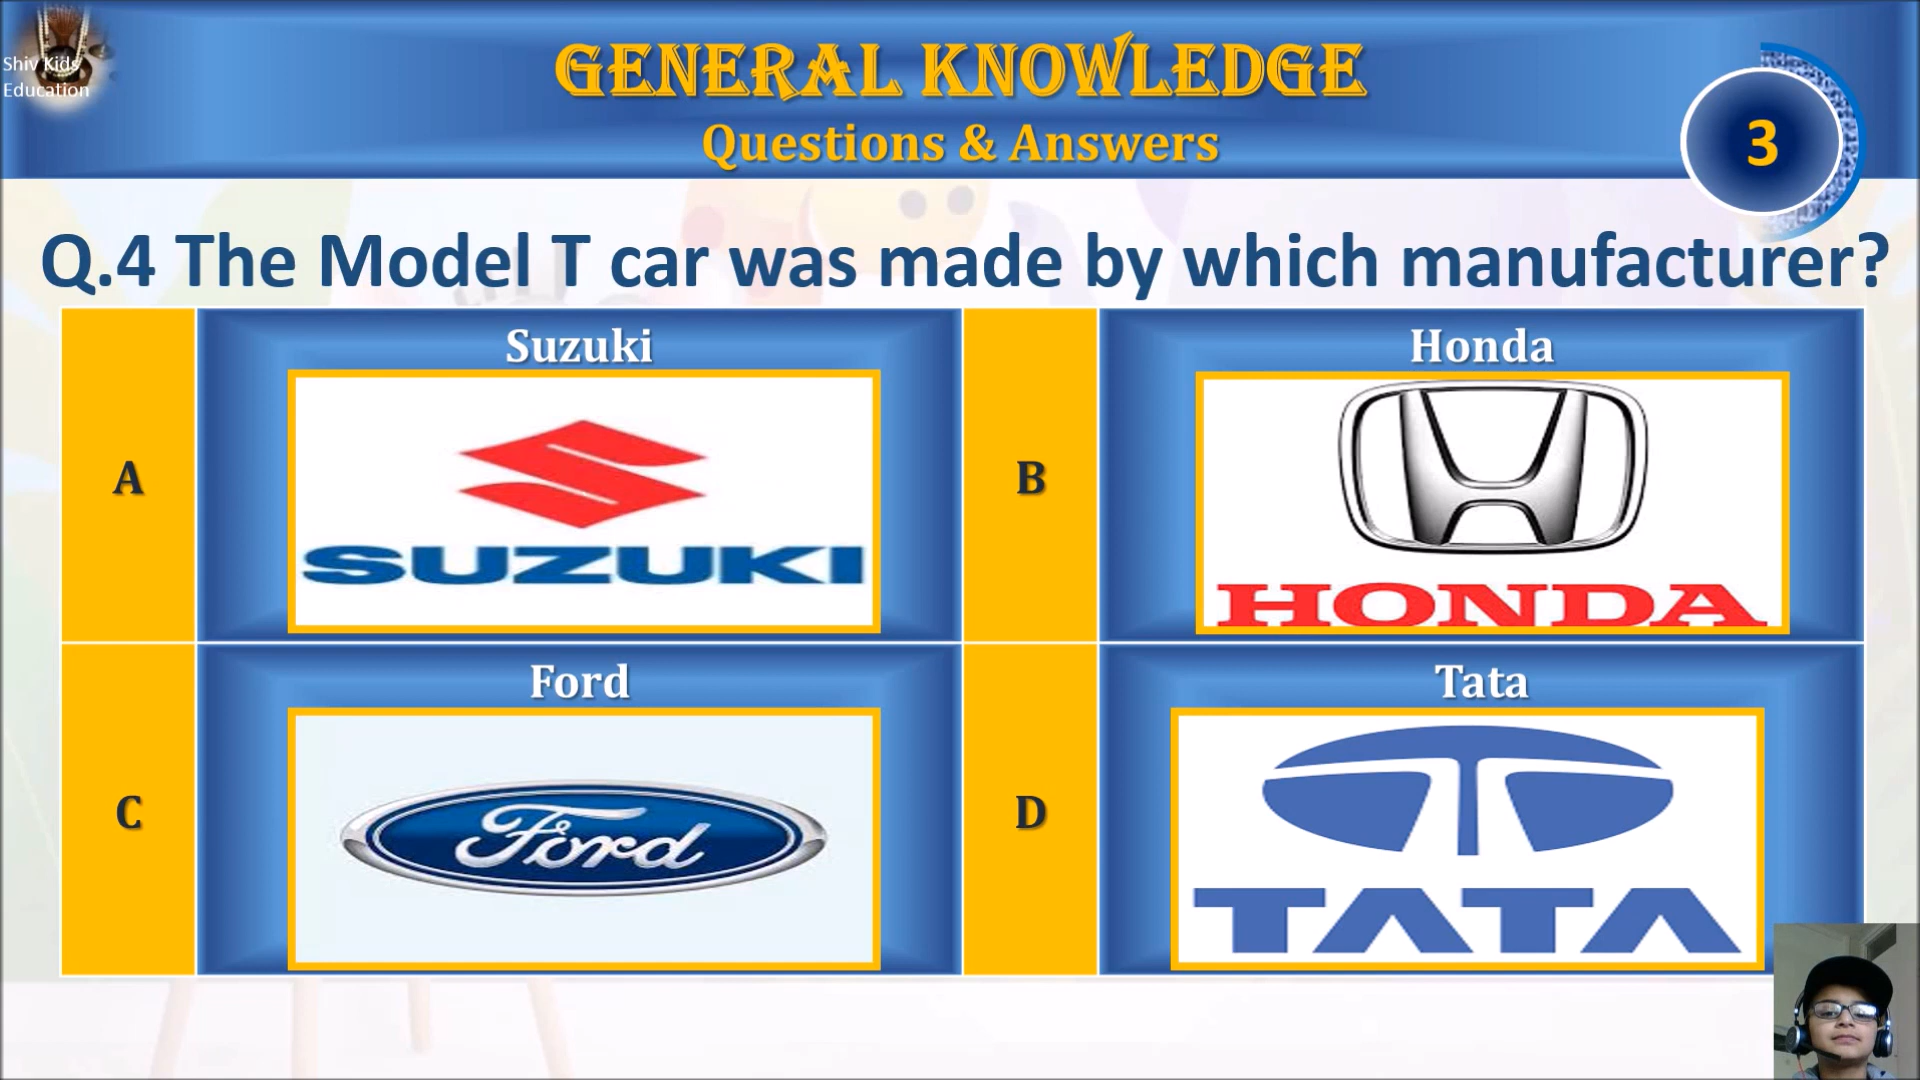 Shiv Kids
Education
GENERAL KNOWLEDGE
Questions & Answers
3
Q.4 The Model T car was made by which manufacturer?
A
Suzuki
SUZUKI
B
Honda
HONDA
C
Ford
Ford
D
Tata
TATA